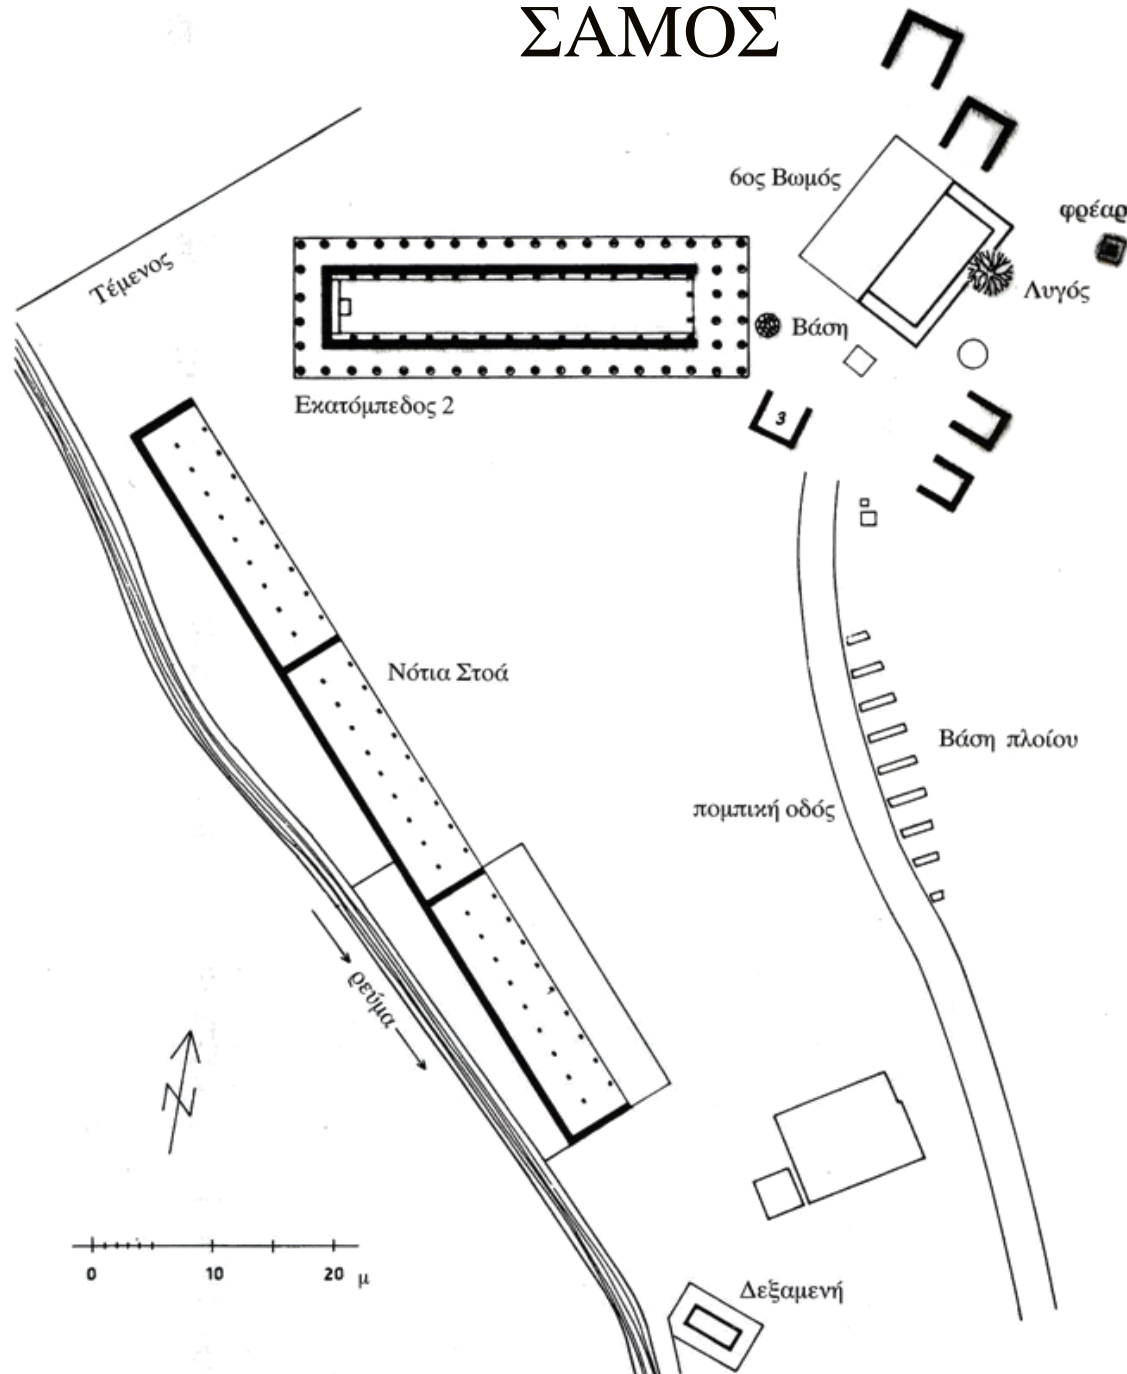 ΣΑΜΟΣ
6ος Βωμός
φρέαρ
Τέμενος
Λυγός
Βάση
Εκατόμπεδος 2
3
Νότια Στοά
Βάση πλοίου
πομπική οδός
ρεύμα
N
0 10 20 μ
Δεξαμενή